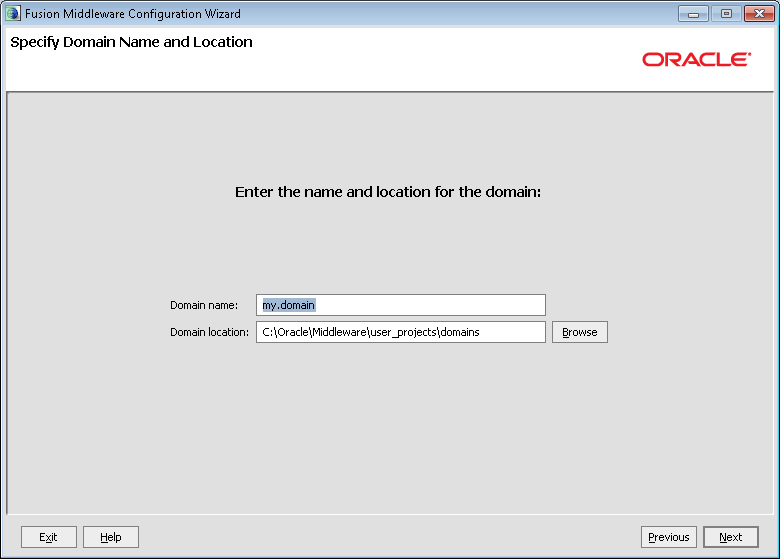 Fusion Middleware Configuration Wizard
Specify Domain Name and Location
ORACLE
Enter the name and location for the domain:
Domain name: my.domain
Domain location: C:\Oracle\Middleware\user_projects\domains Browse
Exit Help Previous Next